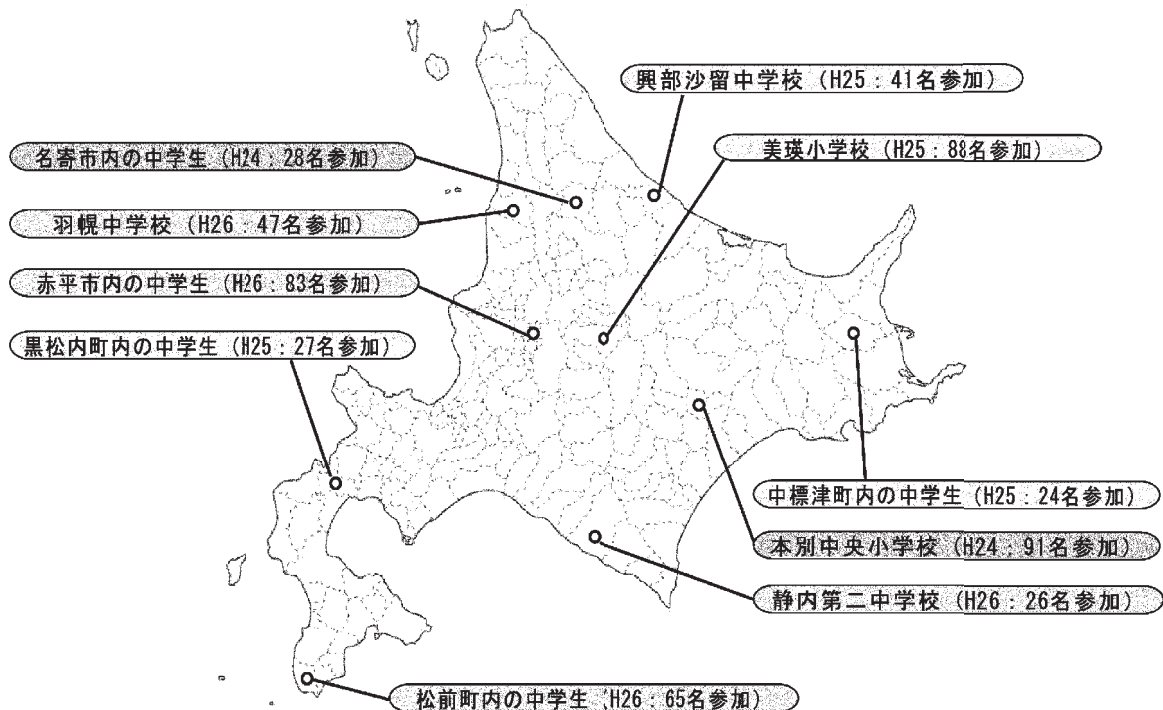 興部沙留中学校 (H25:41名参加)
名寄市内の中学生 (H24:28名参加)
美瑛小学校 (H25:88名参加)
羽幌中学校 (H26:47名参加)
赤平市内の中学生 (H26:83名参加)
黒松内町内の中学生 (H25:27名参加)
中標津町内の中学生 (H25:24名参加)
本別中央小学校 (H24:91名参加)
静内第二中学校 (H26:26名参加)
松前町内の中学生 (H26:65名参加)